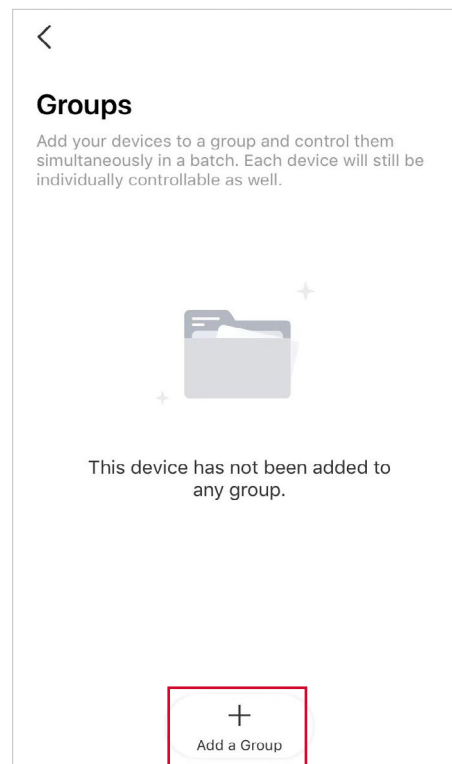 Groups
Add your devices to a group and control them
simultaneously in a batch. Each device will still be
individually controllable as well.
This device has not been added to
any group.
Add a Group